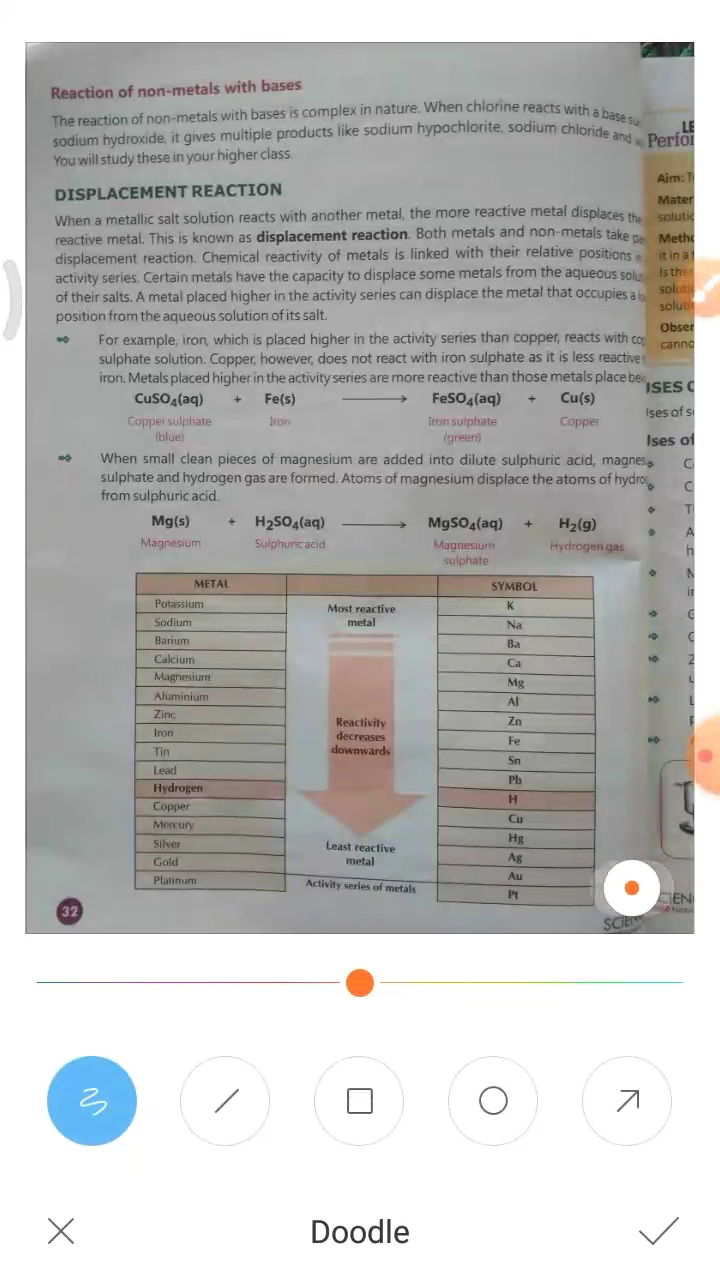 Reaction of non-metals with bases
The reaction of non-metals with bases is complex in nature. When chlorine reacts with a base
sodium hydroxide, it gives multiple products like sodium hypochlorite, sodium chloride and
You will study these in your higher class.
DISPLACEMENT REACTION
When a metallic salt solution reacts with another metal, the more reactive metal displaces the
reactive metal. This is known as displacement reaction. Both metals and non-metals take
displacement reaction. Chemical reactivity of metals is linked with their relative positions
activity series. Certain metals have the capacity to displace some metals from the aqueous
of their salts. A metal placed higher in the activity series can displace the metal that occupies a
position from the aqueous solution of its salt.
For example, iron, which is placed higher in the activity series than copper, reacts with
sulphate solution. Copper, however, does not react with iron sulphate as it is less reactive
iron. Metals placed higher in the activity series are more reactive than those metals place
CuSO₄(aq) + Fe(s) ⟶ FeSO₄(aq) + Cu(s)
Copper sulphate Iron Iron sulphate Copper
(blue) (green)
When small clean pieces of magnesium are added into dilute sulphuric acid,
sulphate and hydrogen gas are formed. Atoms of magnesium displace the atoms of
from sulphuric acid.
Mg(s) + H₂SO₄(aq) ⟶ MgSO₄(aq) + H₂(g)
Magnesium Sulphuric acid Magnesium Hydrogen gas
sulphate
METAL SYMBOL
Potassium K
Sodium Na
Barium Ba
Calcium Ca
Magnesium Mg
Aluminium Al
Zinc Zn
Iron Fe
Tin Sn
Lead Pb
Hydrogen H
Copper Cu
Mercury Hg
Silver Ag
Gold Au
Platinum Pt
Most reactive
metal
Reactivity
decreases
downwards
Least reactive
metal
Activity series of metals
32
Aim:
Obser
canno
Doodle